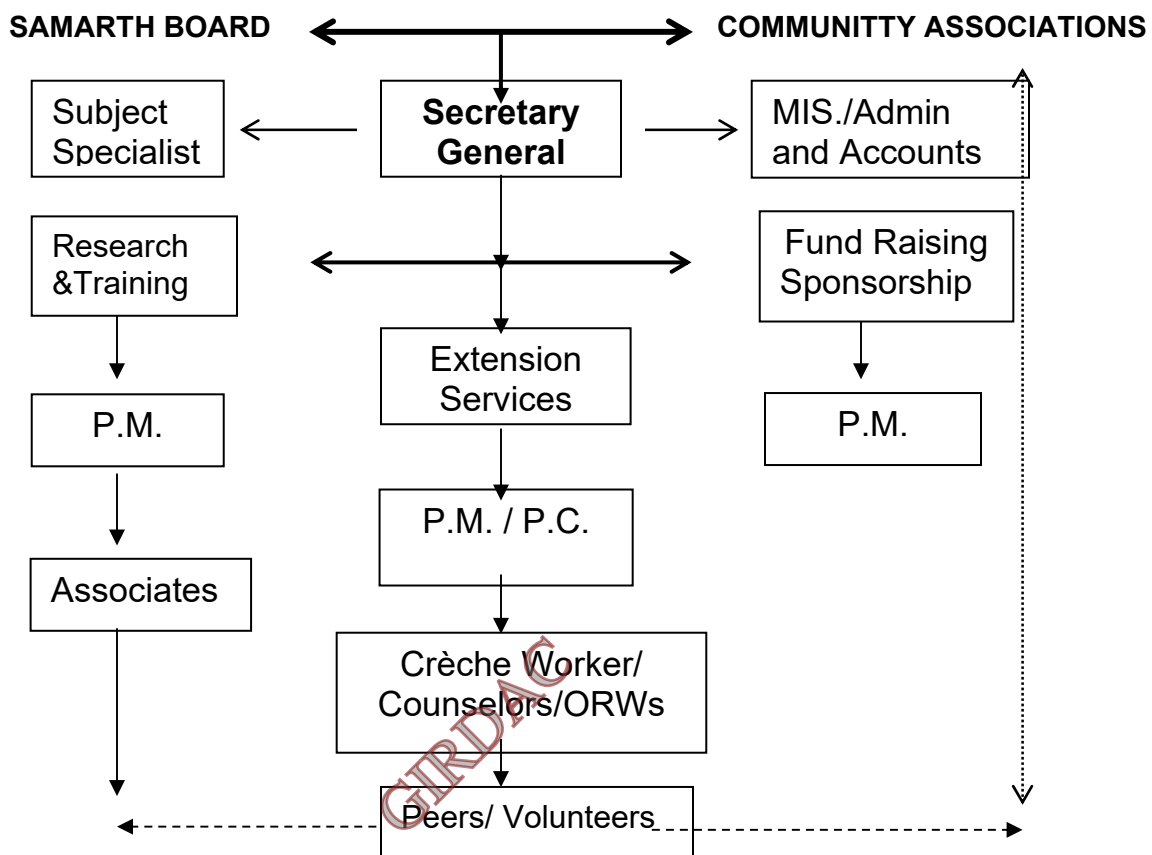 SAMARTH BOARD
COMMUNITTY ASSOCIATIONS
Subject
Specialist
Secretary
General
MIS./Admin
and Accounts
Research
&Training
Fund Raising
Sponsorship
Extension
Services
P.M.
P.M.
P.M. / P.C.
Associates
Crèche Worker/
Counselors/ORWs
GIRDAC
Peers/ Volunteers